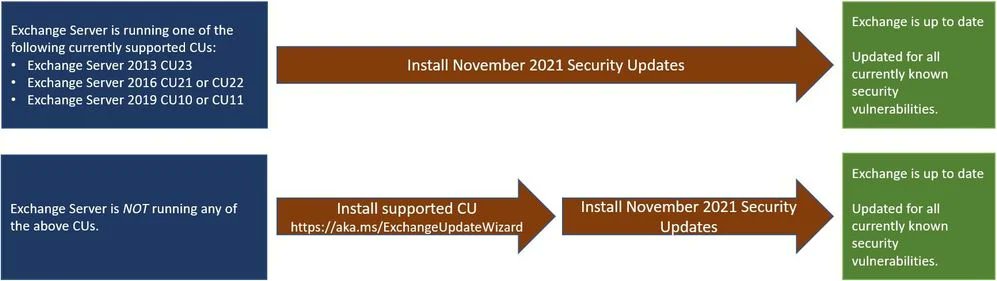 Exchange Server is running one of the
following currently supported CUs:
• Exchange Server 2013 CU23
• Exchange Server 2016 CU21 or CU22
• Exchange Server 2019 CU10 or CU11
Install November 2021 Security Updates
Exchange is up to date
Updated for all
currently known
security
vulnerabilities.
Exchange Server is NOT running any of
the above CUs.
Install supported CU
https://aka.ms/ExchangeUpdateWizard
Install November 2021 Security
Updates
Exchange is up to date
Updated for all
currently known
security
vulnerabilities.